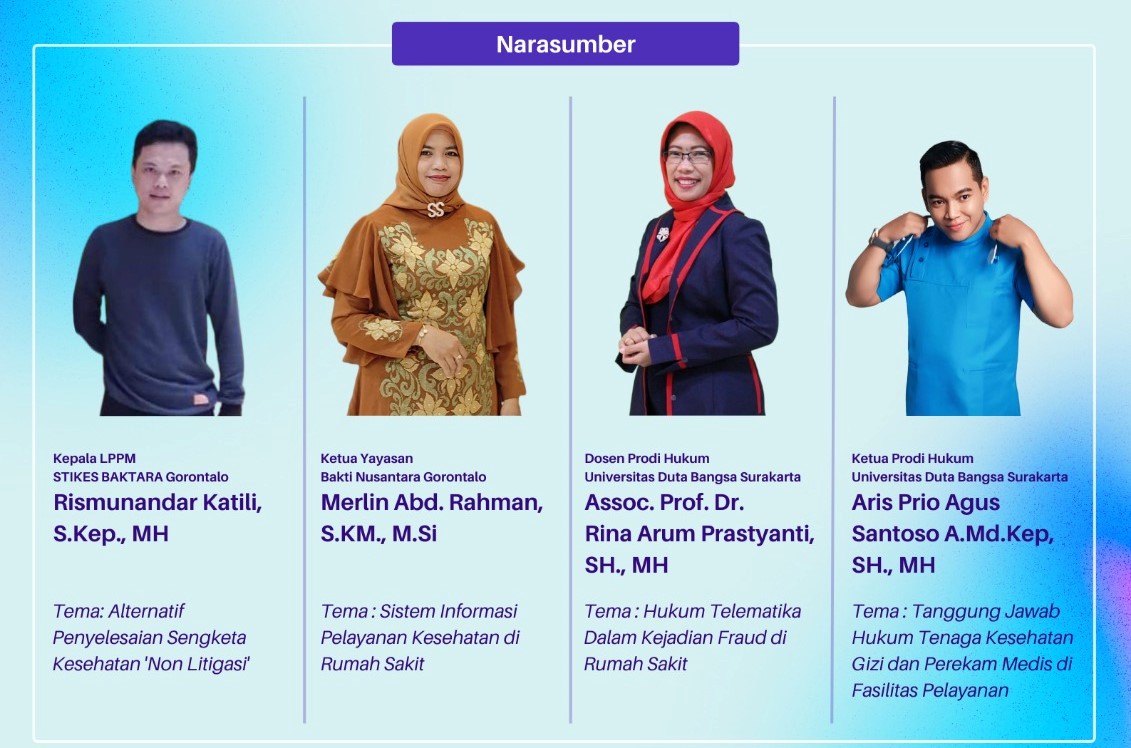 Narasumber
Kepala LPPM
STIKES BAKTARA Gorontalo
Rismunandar Katili,
S.Kep., MH
Tema: Alternatif
Penyelesaian Sengketa
Kesehatan 'Non Litigasi'
Ketua Yayasan
Bakti Nusantara Gorontalo
Merlin Abd. Rahman,
S.KM., M.Si
Tema : Sistem Informasi
Pelayanan Kesehatan di
Rumah Sakit
Dosen Prodi Hukum
Universitas Duta Bangsa Surakarta
Assoc. Prof. Dr.
Rina Arum Prastyanti,
SH., MH
Tema : Hukum Telematika
Dalam Kejadian Fraud di
Rumah Sakit
Ketua Prodi Hukum
Universitas Duta Bangsa Surakarta
Aris Prio Agus
Santoso A.Md.Kep,
SH., MH
Tema : Tanggung Jawab
Hukum Tenaga Kesehatan
Gizi dan Perekam Medis di
Fasilitas Pelayanan